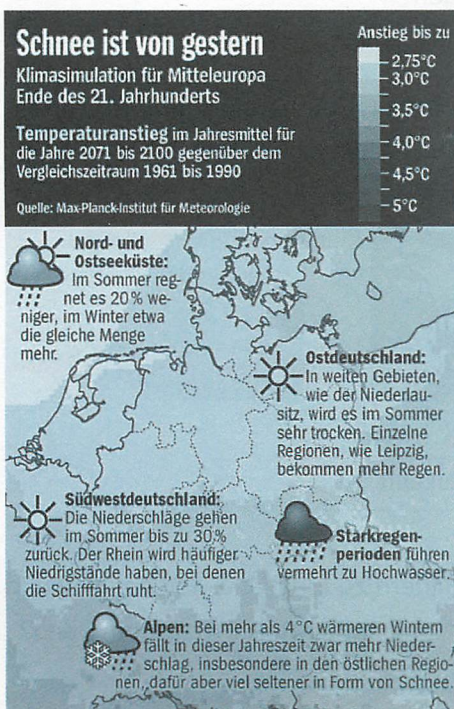 Schnee ist von gestern
Klimasimulation für Mitteleuropa
Ende des 21. Jahrhunderts
Temperaturanstieg im Jahresmittel für
die Jahre 2071 bis 2100 gegenüber dem
Vergleichszeitraum 1961 bis 1990
Quelle: Max-Planck-Institut für Meteorologie
Anstieg bis zu
2,75°C
3,0°C
3,5°C
4,0°C
4,5°C
5°C
Nord- und
Ostseeküste:
Im Sommer reg-
net es 20% we-
niger, im Winter etwa
die gleiche Menge
mehr.
Ostdeutschland:
In weiten Gebieten,
wie der Niederlau-
sitz, wird es im Sommer
sehr trocken. Einzelne
Regionen, wie Leipzig,
bekommen mehr Regen.
Südwestdeutschland:
Die Niederschläge gehen
im Sommer bis zu 30%
zurück. Der Rhein wird häufiger
Niedrigstände haben, bei denen
die Schifffahrt ruht.
Starkregen-
perioden führen
vermehrt zu Hochwasser.
Alpen: Bei mehr als 4°C wärmeren Wintern
fällt in dieser Jahreszeit zwar mehr Nieder-
schlag, insbesondere in den östlichen Regio-
nen, dafür aber viel seltener in Form von Schnee.